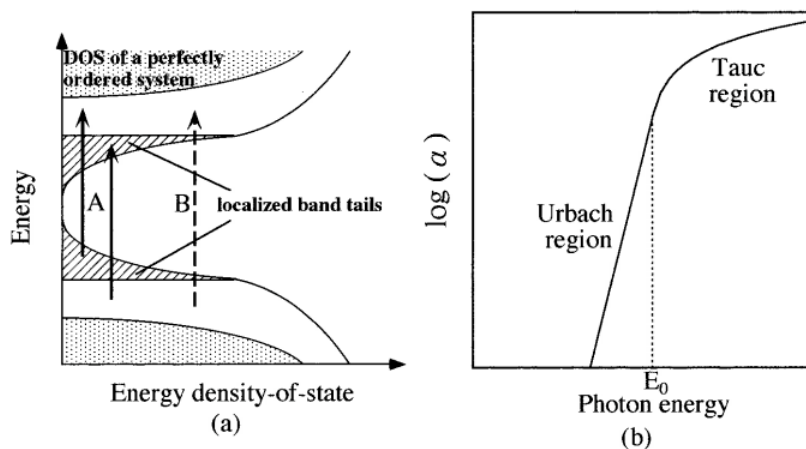 DOS of a perfectly
ordered system
A
B
localized band tails
Energy
Energy density-of-state
(a)
log ( α )
Tauc
region
Urbach
region
E₀
Photon energy
(b)